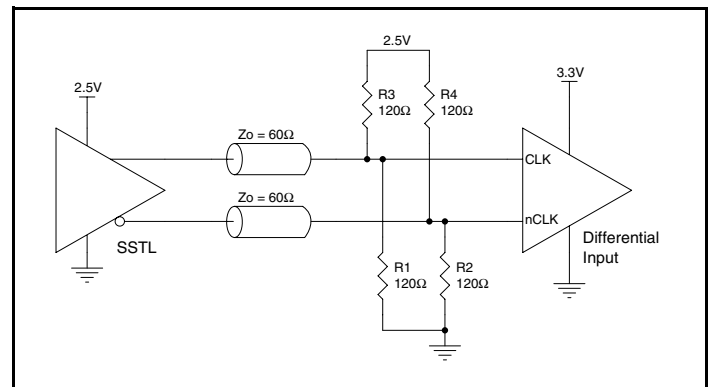 2.5V
2.5V
3.3V
R3
120Ω
R4
120Ω
Zo = 60Ω
CLK
Zo = 60Ω
nCLK
SSTL
Differential
Input
R1
120Ω
R2
120Ω